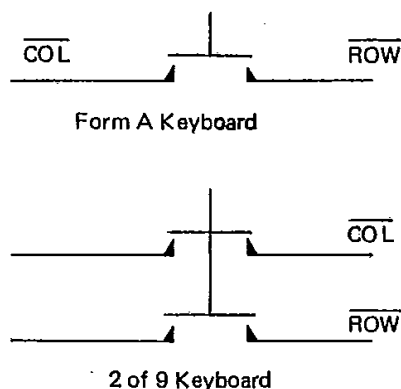 COL ROW
Form A Keyboard
COL
ROW
2 of 9 Keyboard